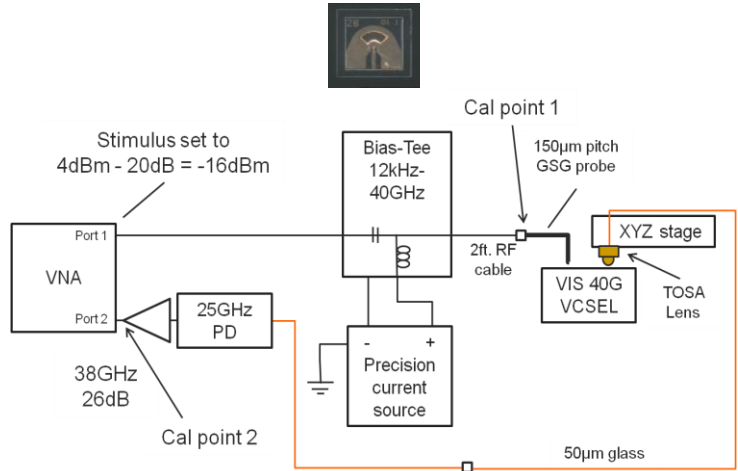 Cal point 1
Stimulus set to
4dBm - 20dB = -16dBm
Bias-Tee
12kHz-
40GHz
150µm pitch
GSG probe
Port 1
VNA
Port 2
25GHz
PD
38GHz
26dB
Cal point 2
2ft. RF
cable
XYZ stage
VIS 40G
VCSEL
TOSA
Lens
- +
Precision
current
source
50µm glass